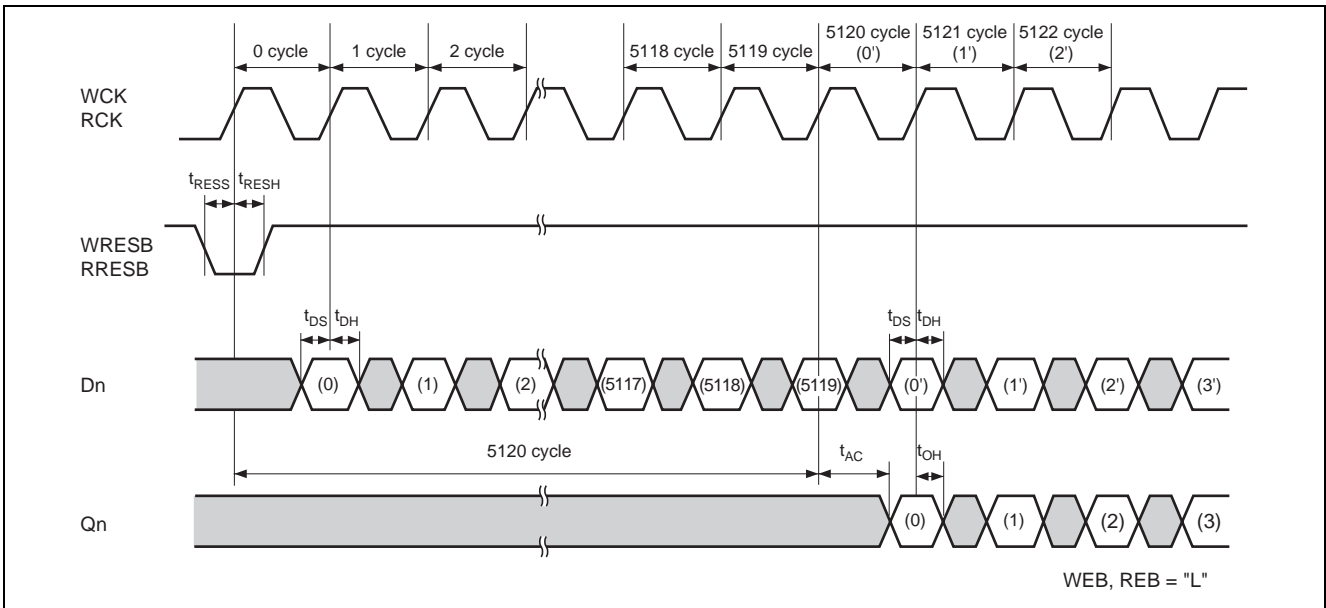 0 cycle 1 cycle 2 cycle 5118 cycle 5119 cycle 5120 cycle (0') 5121 cycle (1') 5122 cycle (2')
WCK
RCK
tRESS tRESH
WRESB
RRESB
tDS tDH tDS tDH
Dn (0) (1) (2) (5117) (5118) (5119) (0') (1') (2') (3')
5120 cycle tAC tOH
Qn (0) (1) (2) (3)
WEB, REB = "L"